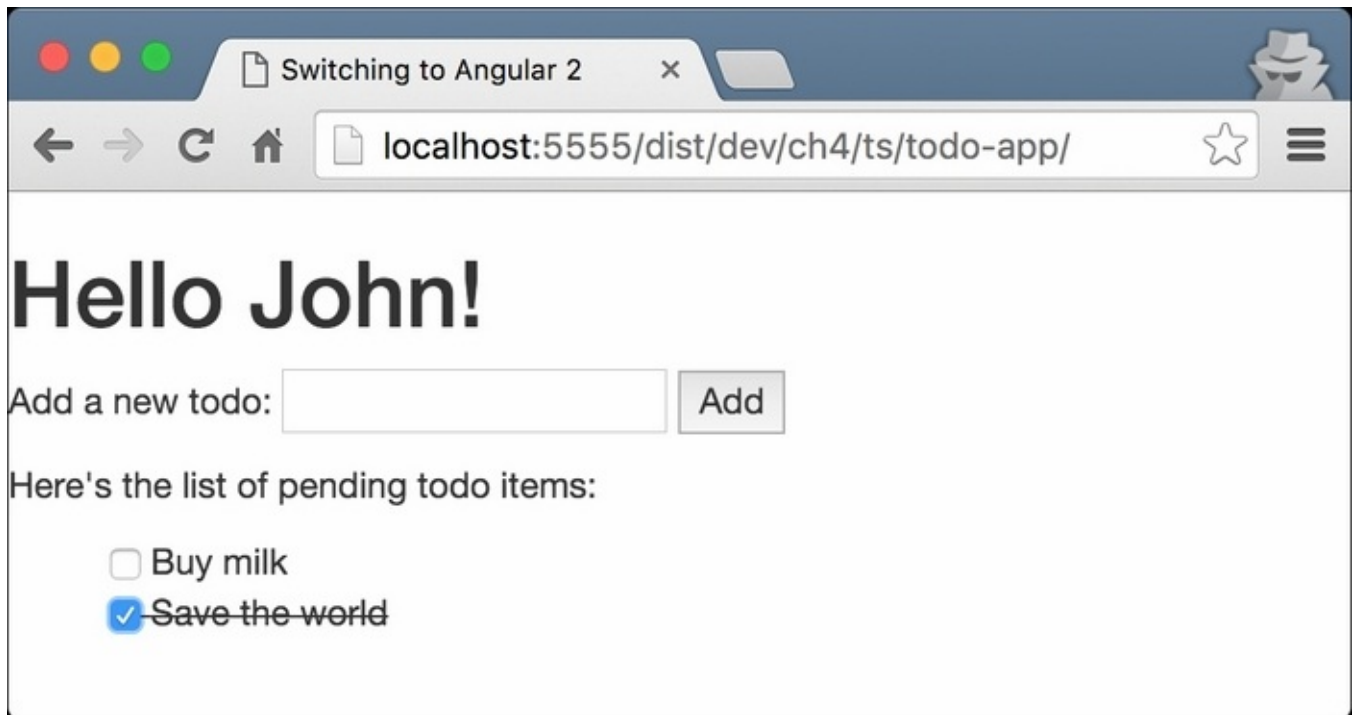 Switching to Angular 2
localhost:5555/dist/dev/ch4/ts/todo-app/
Hello John!
Add a new todo: Add
Here's the list of pending todo items:
Buy milk
Save the world